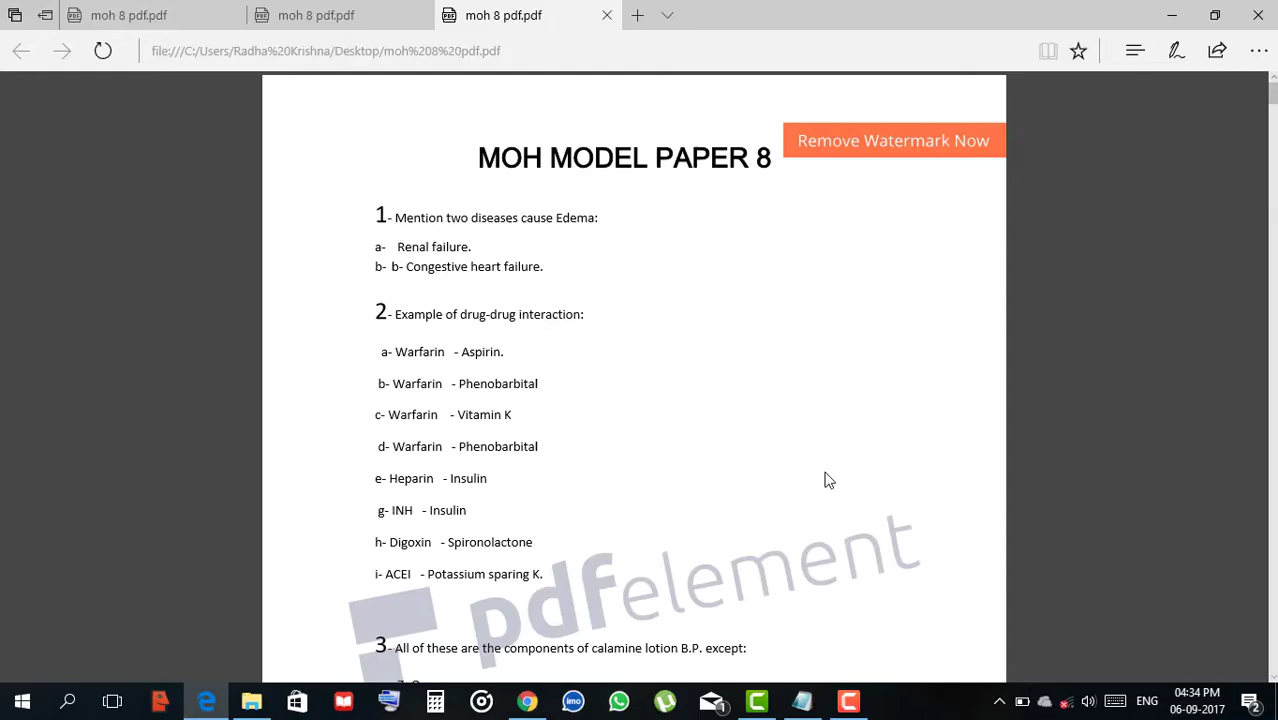 moh 8 pdf.pdf
moh 8 pdf.pdf
moh 8 pdf.pdf
file:///C:/Users/Radha%20Krishna/Desktop/moh%208%20pdf.pdf
Remove Watermark Now
MOH MODEL PAPER 8
1- Mention two diseases cause Edema:
a- Renal failure.
b- b- Congestive heart failure.
2- Example of drug-drug interaction:
a- Warfarin - Aspirin.
b- Warfarin - Phenobarbital
c- Warfarin - Vitamin K
d- Warfarin - Phenobarbital
e- Heparin - Insulin
g- INH - Insulin
h- Digoxin - Spironolactone
i- ACEI - Potassium sparing K.
pdfelement
3- All of these are the components of calamine lotion B.P. except:
ENG
04:34 PM
06-09-2017
1
2